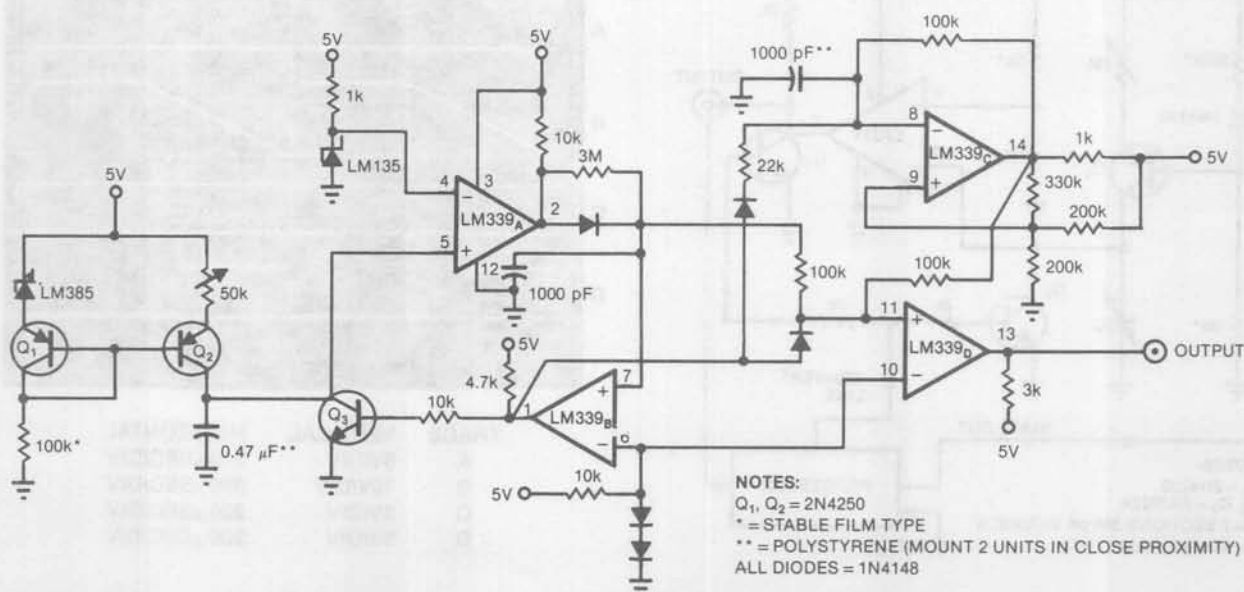 5V
1k
LM135
5V
10k
3M
4
3
2
LM339A
5
12
1000 pF
5V
LM385
50k
Q1
Q2
100k*
0.47 µF**
Q3
10k
5V
4.7k
1
LM339B
7
6
5V
10k
1000 pF**
100k
22k
8
9
LM339C
14
1k
5V
330k
200k
200k
100k
100k
11
10
LM339D
13
OUTPUT
3k
5V
NOTES:
Q1, Q2 = 2N4250
* = STABLE FILM TYPE
** = POLYSTYRENE (MOUNT 2 UNITS IN CLOSE PROXIMITY)
ALL DIODES = 1N4148